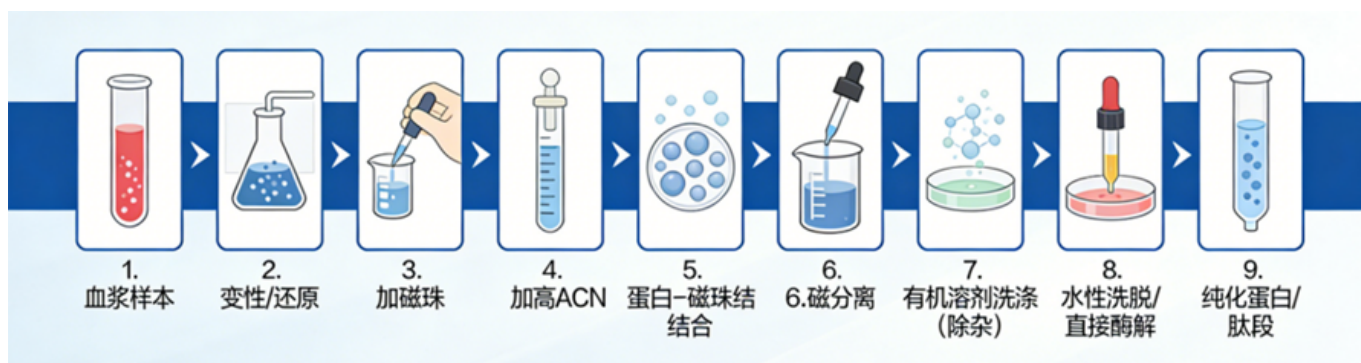 1.
血浆样本
2.
变性/还原
3.
加磁珠
4.
加高ACN
5.
蛋白-磁珠结
结合
6.
6.磁分离
7.
有机溶剂洗涤
（除杂）
8.
水性洗脱/
直接酶解
9.
纯化蛋白/
肽段